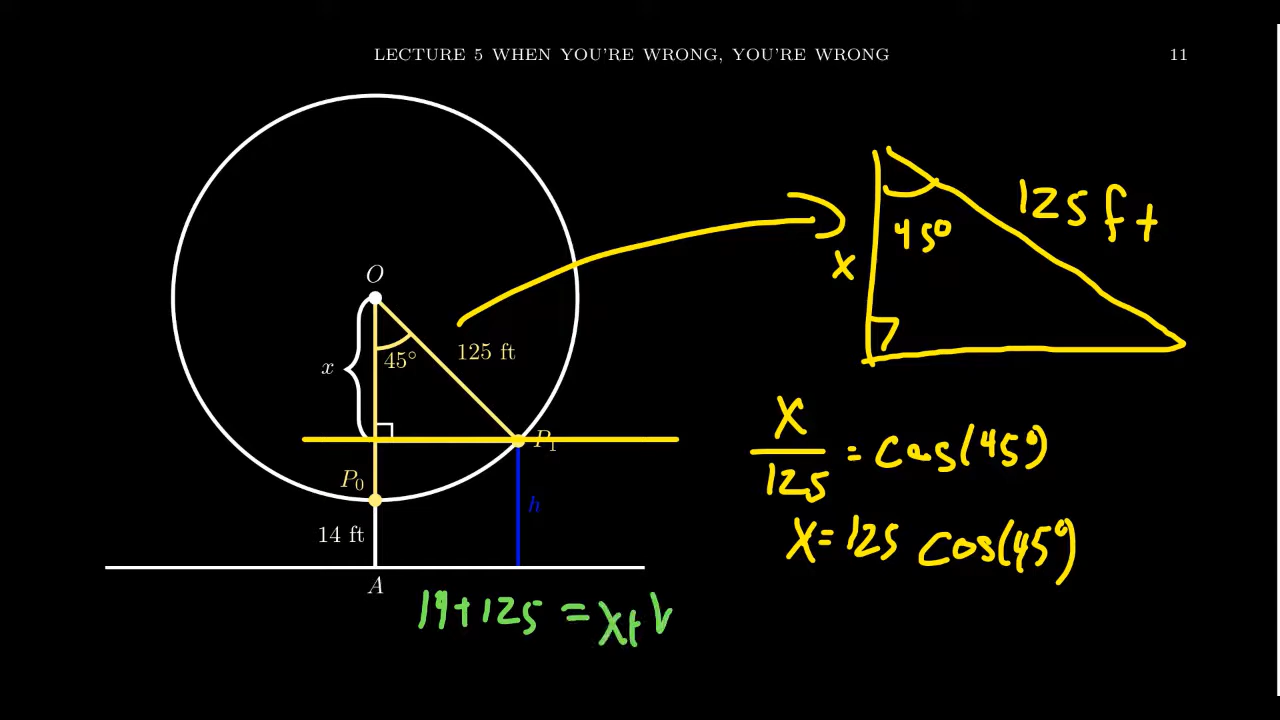 LECTURE 5 WHEN YOU'RE WRONG, YOU'RE WRONG 11
O
45°
125 ft
x
P₁
P₀
h
14 ft
A
14+125 = x+
45°
125 ft
x
x/125 = cos(45°)
x = 125 cos(45°)